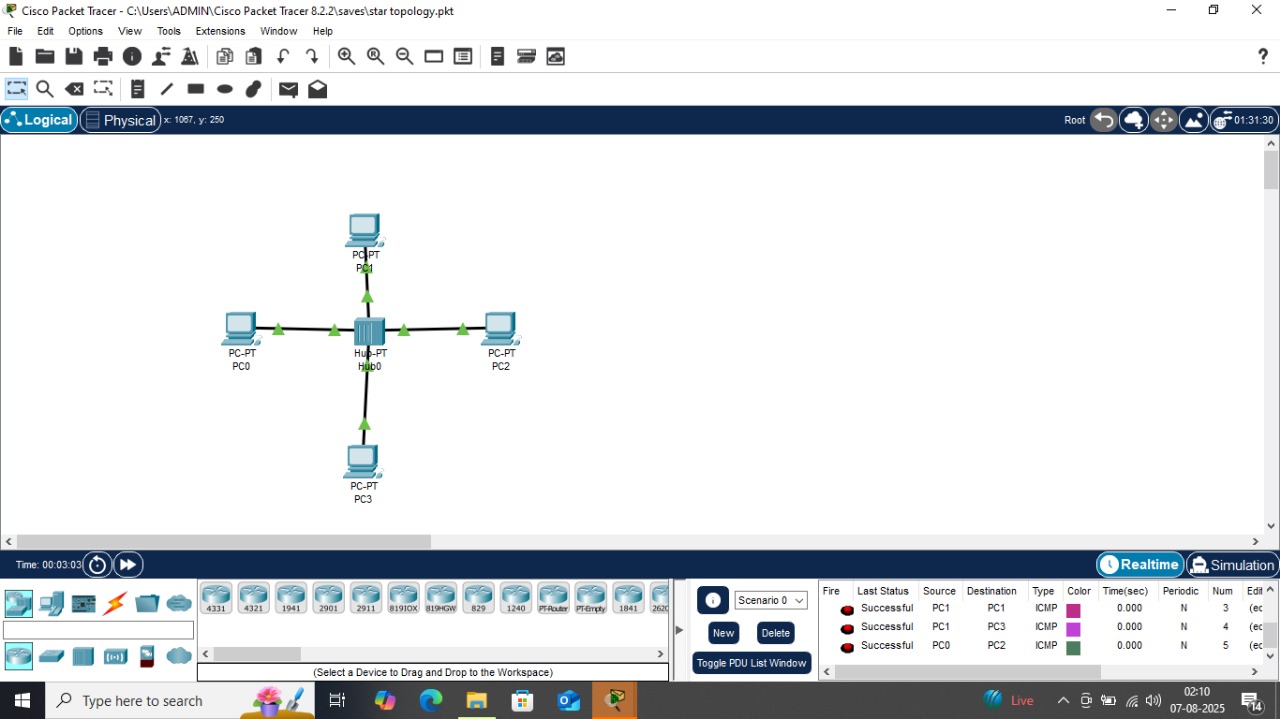 Cisco Packet Tracer - C:\Users\ADMIN\Cisco Packet Tracer 8.2.2\saves\star topology.pkt
File Edit Options View Tools Extensions Window Help
?
Logical Physical x: 1067, y: 250 Root 01:31:30
PC-PT
PC1
PC-PT
PC0
Hub-PT
Hub0
PC-PT
PC2
PC-PT
PC3
Time: 00:03:03 Realtime Simulation
4331 4321 1941 2901 2911 819IOX 819HGW 829 1240 PT-Router PT-Empty 1841 2620
(Select a Device to Drag and Drop to the Workspace)
Scenario 0
New Delete
Toggle PDU List Window
Fire Last Status Source Destination Type Color Time(sec) Periodic Num Edit
Successful PC1 PC1 ICMP 0.000 N 3
Successful PC1 PC3 ICMP 0.000 N 4
Successful PC0 PC2 ICMP 0.000 N 5
Type here to search
Live
02:10
07-08-2025
14